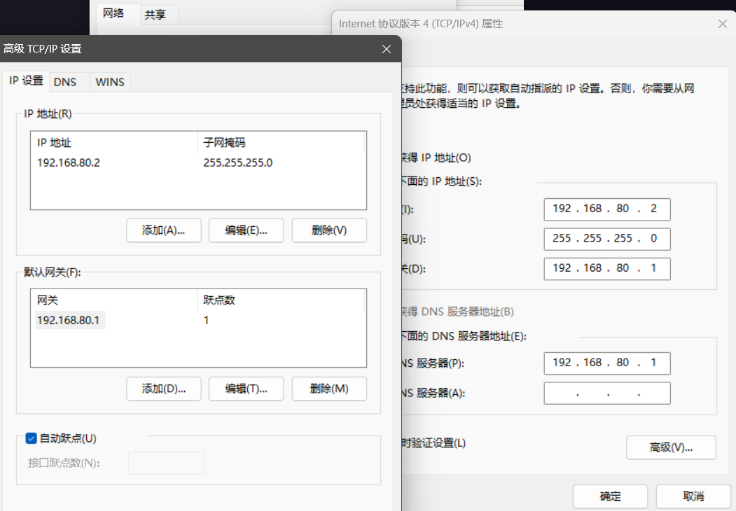 网络
共享
Internet 协议版本 4 (TCP/IPv4) 属性
高级 TCP/IP 设置
IP 设置
DNS
WINS
IP 地址(R)
IP 地址
子网掩码
192.168.80.2
255.255.255.0
添加(A)...
编辑(E)...
删除(V)
默认网关(F):
网关
跃点数
192.168.80.1
1
添加(D)...
编辑(T)...
删除(M)
自动跃点(U)
接口跃点数(N):
支持此功能，则可以获取自动指派的 IP 设置。否则，你需要从网
员处获得适当的 IP 设置。
获得 IP 地址(O)
下面的 IP 地址(S):
(I):
192 . 168 . 80 . 2
码(U):
255 . 255 . 255 . 0
关(D):
192 . 168 . 80 . 1
获得 DNS 服务器地址(B)
下面的 DNS 服务器地址(E):
NS 服务器(P):
192 . 168 . 80 . 1
NS 服务器(A):
. . .
时验证设置(L)
高级(V)...
确定
取消